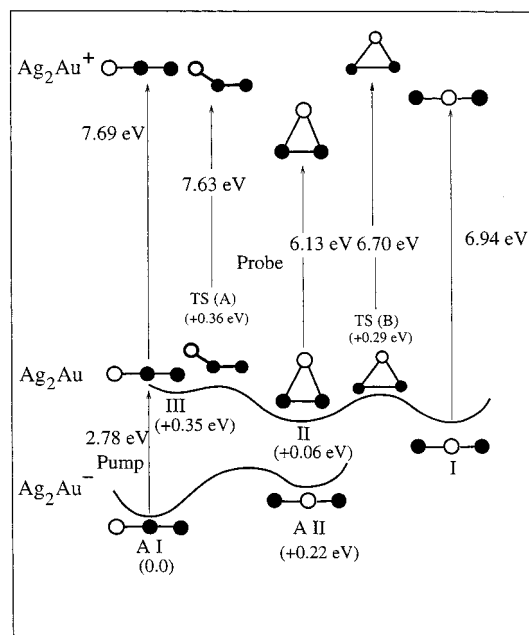 Ag₂Au⁺
7.69 eV
7.63 eV
6.13 eV
6.70 eV
6.94 eV
Probe
TS (A)
(+0.36 eV)
TS (B)
(+0.29 eV)
Ag₂Au
III
(+0.35 eV)
II
(+0.06 eV)
I
2.78 eV
Pump
Ag₂Au⁻
A I
(0.0)
A II
(+0.22 eV)